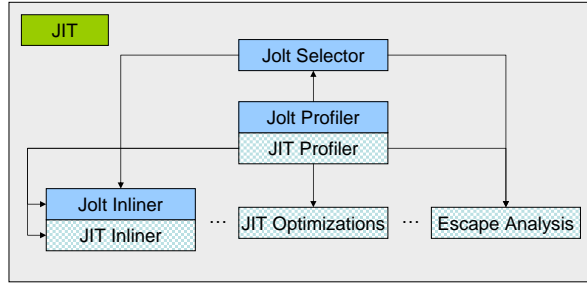 JIT
Jolt Selector
Jolt Profiler
JIT Profiler
Jolt Inliner
JIT Inliner
...
JIT Optimizations
...
Escape Analysis